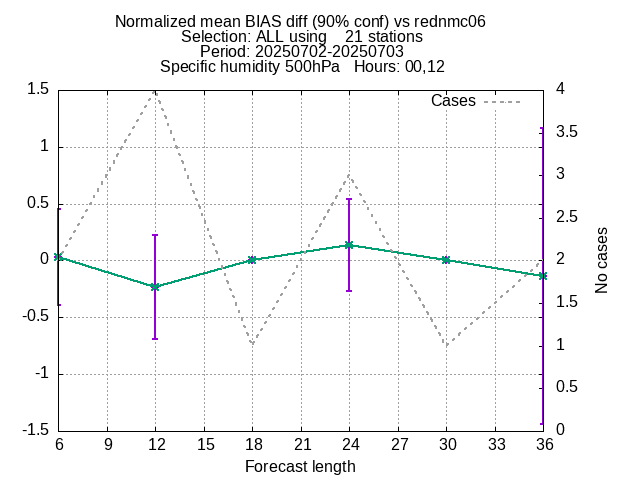 Normalized mean BIAS diff (90% conf) vs rednmc06
Selection: ALL using    21 stations
Period: 20250702-20250703
Specific humidity 500hPa   Hours: 00,12
Cases
1.5
1
0.5
0
-0.5
-1
-1.5
4
3.5
3
2.5
2
1.5
1
0.5
0
No cases
6 9 12 15 18 21 24 27 30 33 36
Forecast length